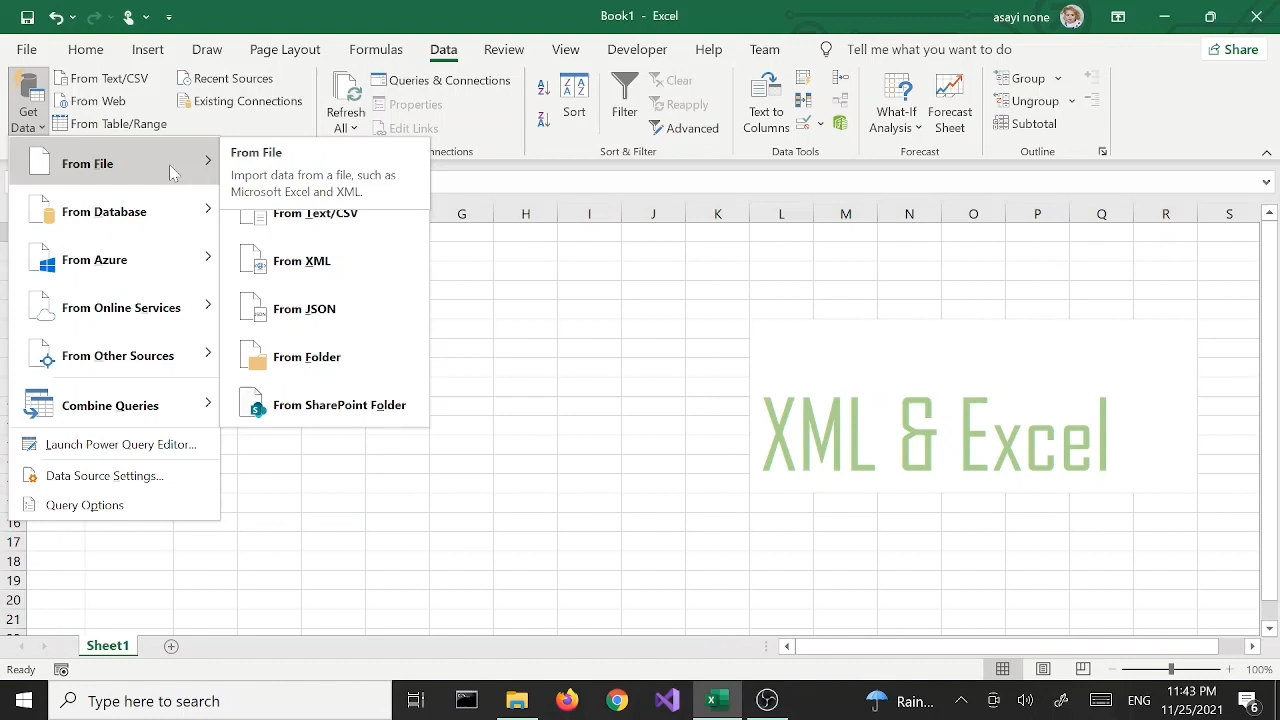 Book1 - Excel
asayi none
File Home Insert Draw Page Layout Formulas Data Review View Developer Help Team Tell me what you want to do Share
Get Data
From Text/CSV
From Web
From Table/Range
Recent Sources
Existing Connections
Refresh All
Queries & Connections
Properties
Edit Links
nnections
Sort
Filter
Clear
Reapply
Advanced
Sort & Filter
Text to Columns
Data Tools
What-If Analysis
Forecast Sheet
Forecast
Group
Ungroup
Subtotal
Outline
From File
From Database
From Azure
From Online Services
From Other Sources
Combine Queries
Launch Power Query Editor...
Data Source Settings...
Query Options
From File
Import data from a file, such as
Microsoft Excel and XML.
From Text/CSV
From XML
From JSON
From Folder
From SharePoint Folder
G H I J K L M N O P Q R S
XML & Excel
16
17
18
19
20
21
Sheet1
Ready
100%
Type here to search
Rain...
ENG
11:43 PM
11/25/2021
6